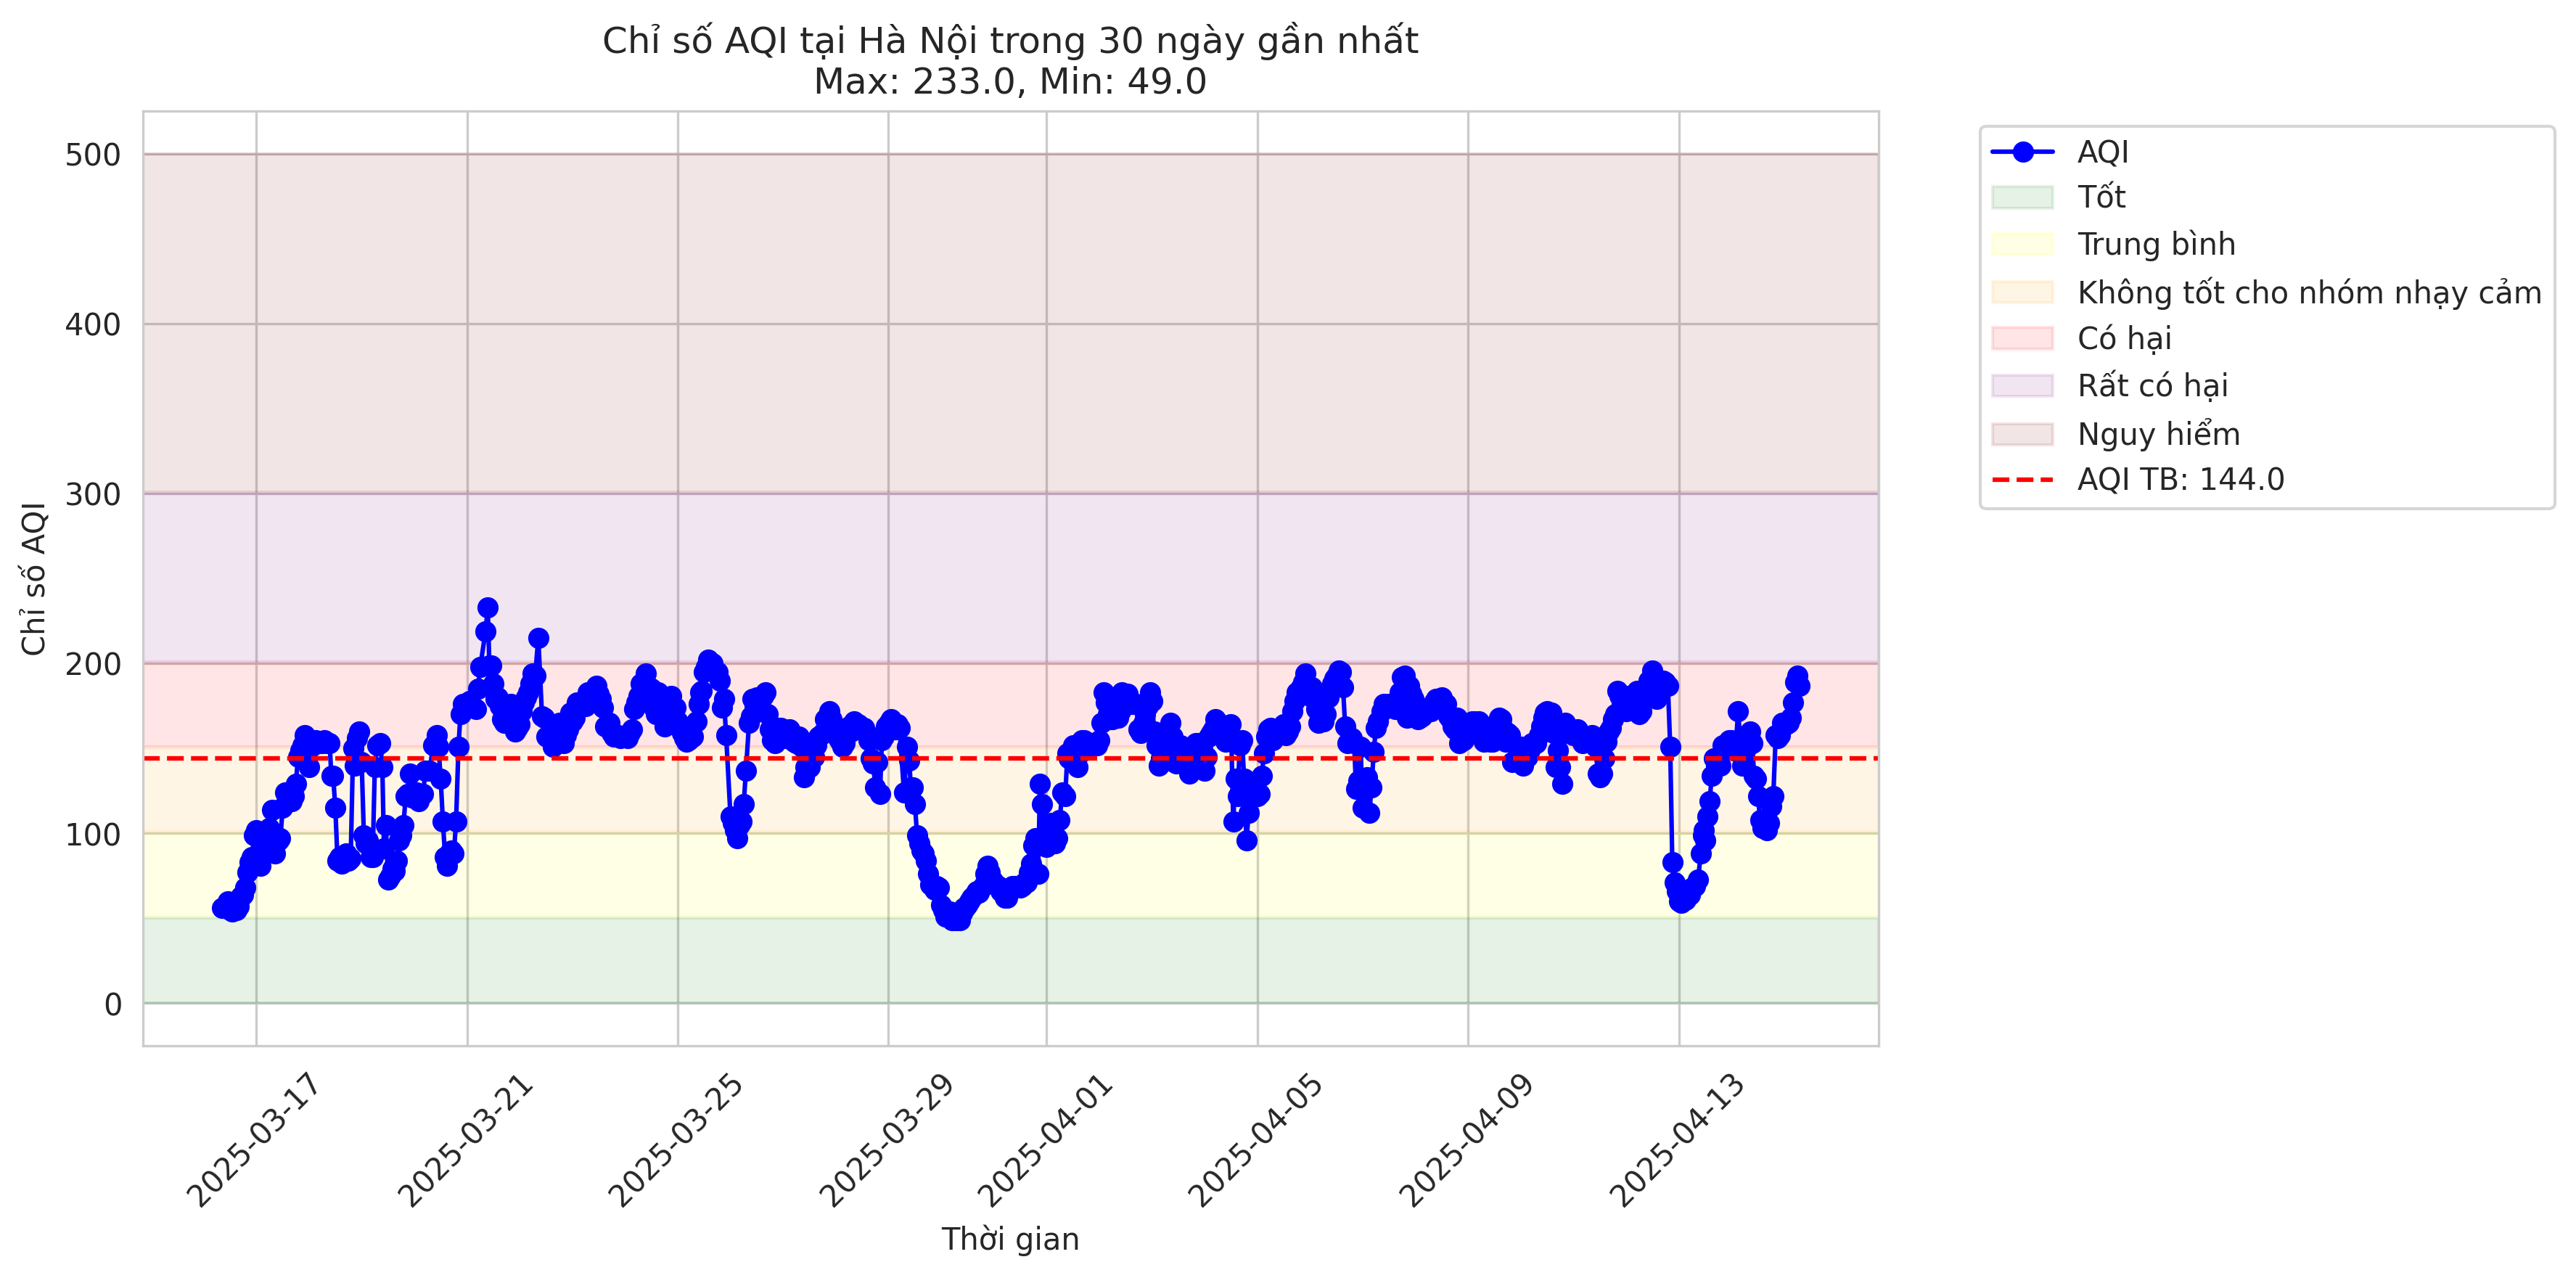 Chỉ số AQI tại Hà Nội trong 30 ngày gần nhất
Max: 233.0, Min: 49.0
Chỉ số AQI
500
400
300
200
100
0
2025-03-17
2025-03-21
2025-03-25
2025-03-29
2025-04-01
2025-04-05
2025-04-09
2025-04-13
Thời gian
AQI
Tốt
Trung bình
Không tốt cho nhóm nhạy cảm
Có hại
Rất có hại
Nguy hiểm
AQI TB: 144.0